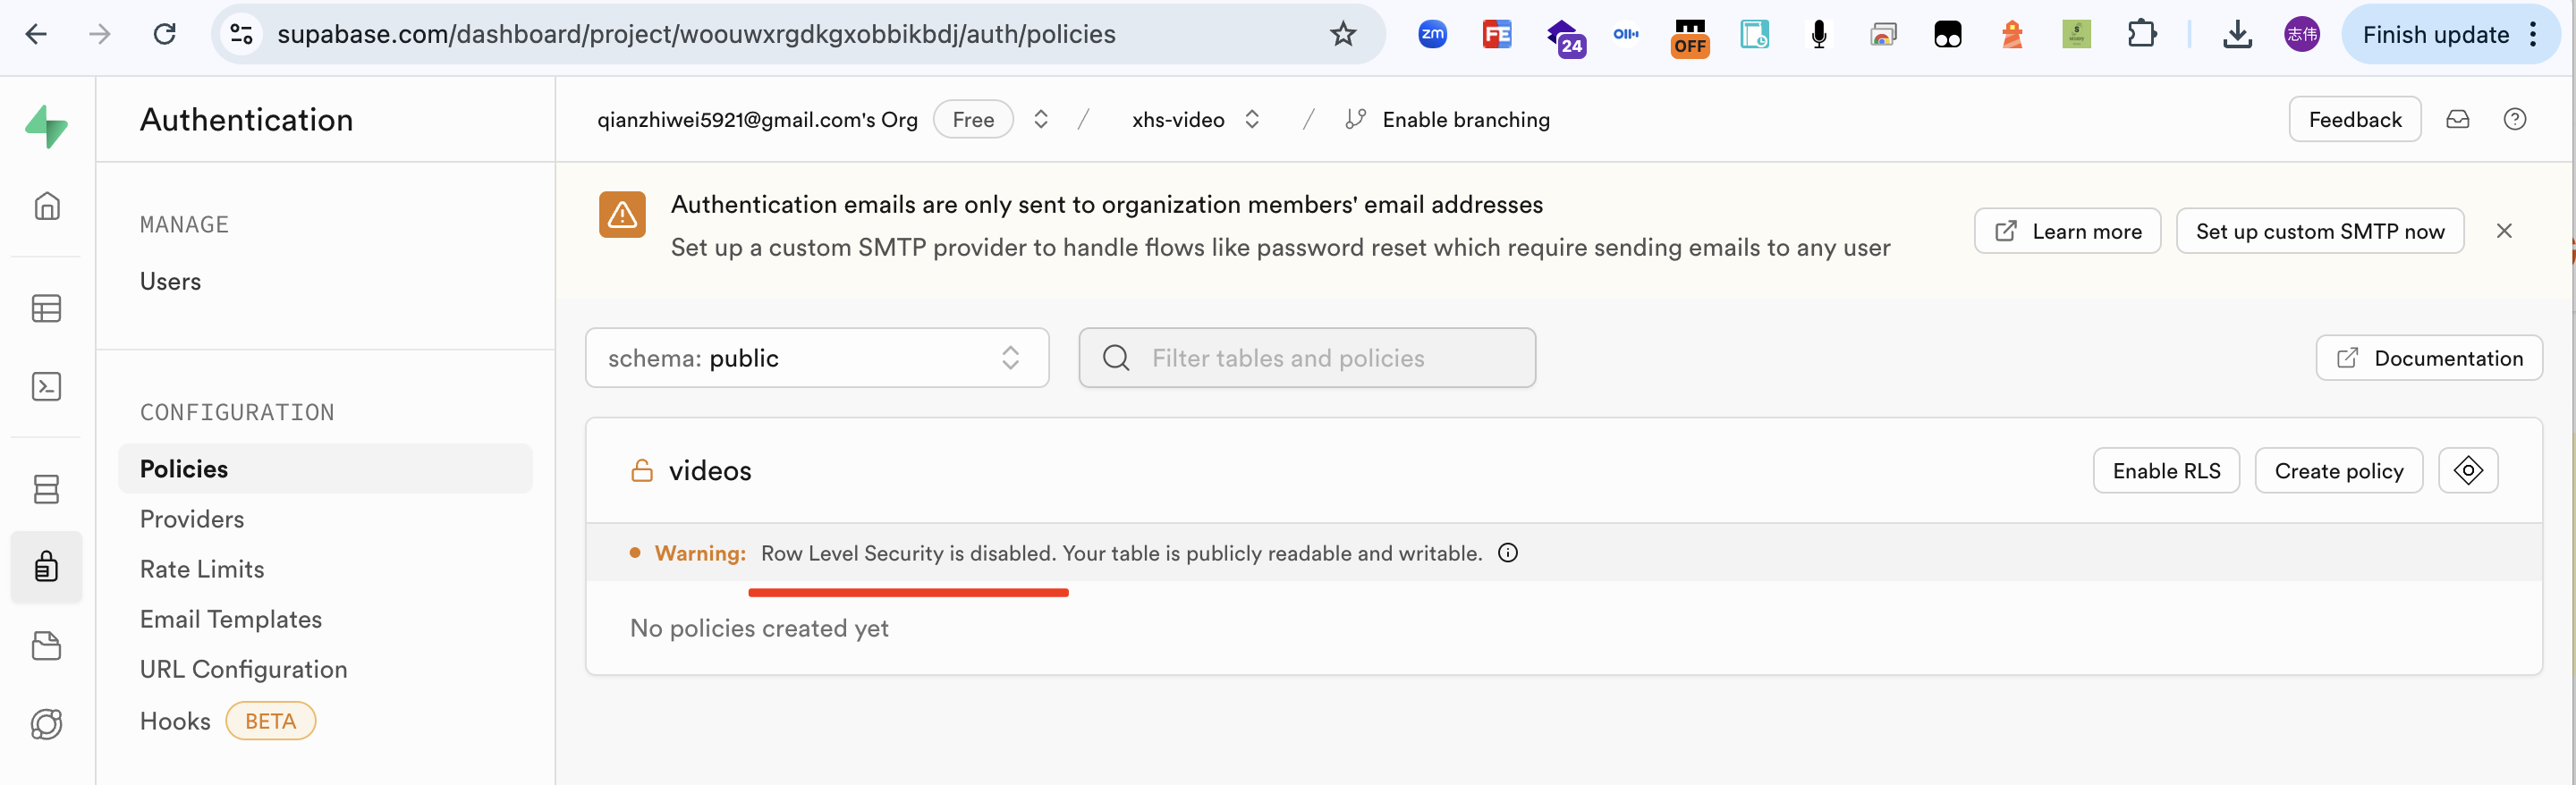 supabase.com/dashboard/project/woouwxrgdkgxobbikbdj/auth/policies
zm
FE
24
OFF
志伟
Finish update
Authentication
qianzhiwei5921@gmail.com's Org
Free
/
xhs-video
/
Enable branching
Feedback
MANAGE
Users
CONFIGURATION
Policies
Providers
Rate Limits
Email Templates
URL Configuration
Hooks BETA
Authentication emails are only sent to organization members' email addresses
Set up a custom SMTP provider to handle flows like password reset which require sending emails to any user
Learn more
Set up custom SMTP now
schema: public
Filter tables and policies
Documentation
videos
Enable RLS
Create policy
Warning: Row Level Security is disabled. Your table is publicly readable and writable.
No policies created yet